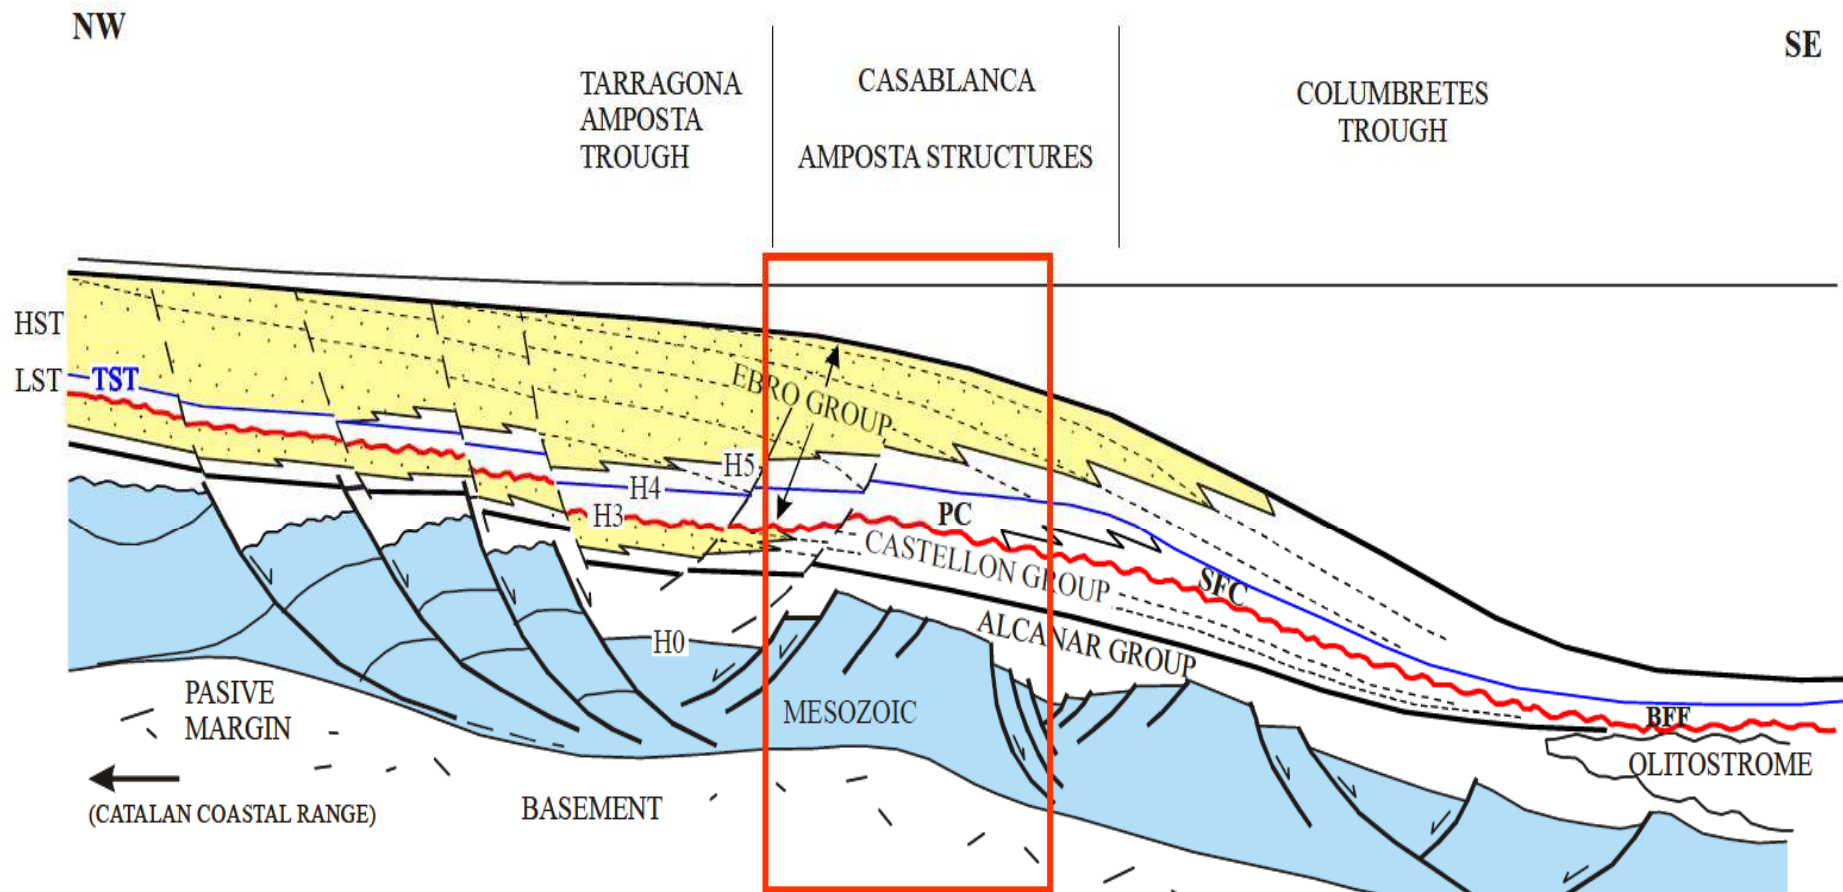 NW
SE
TARRAGONA
AMPOSTA
TROUGH
CASABLANCA
AMPOSTA STRUCTURES
COLUMBRETES
TROUGH
HST
LST
TST
EBRO GROUP
H5
H4
H3
PC
CASTELLON GROUP
SFC
ALCANAR GROUP
H0
MESOZOIC
PASIVE
MARGIN
BFF
OLITOSTROME
BASEMENT
(CATALAN COASTAL RANGE)